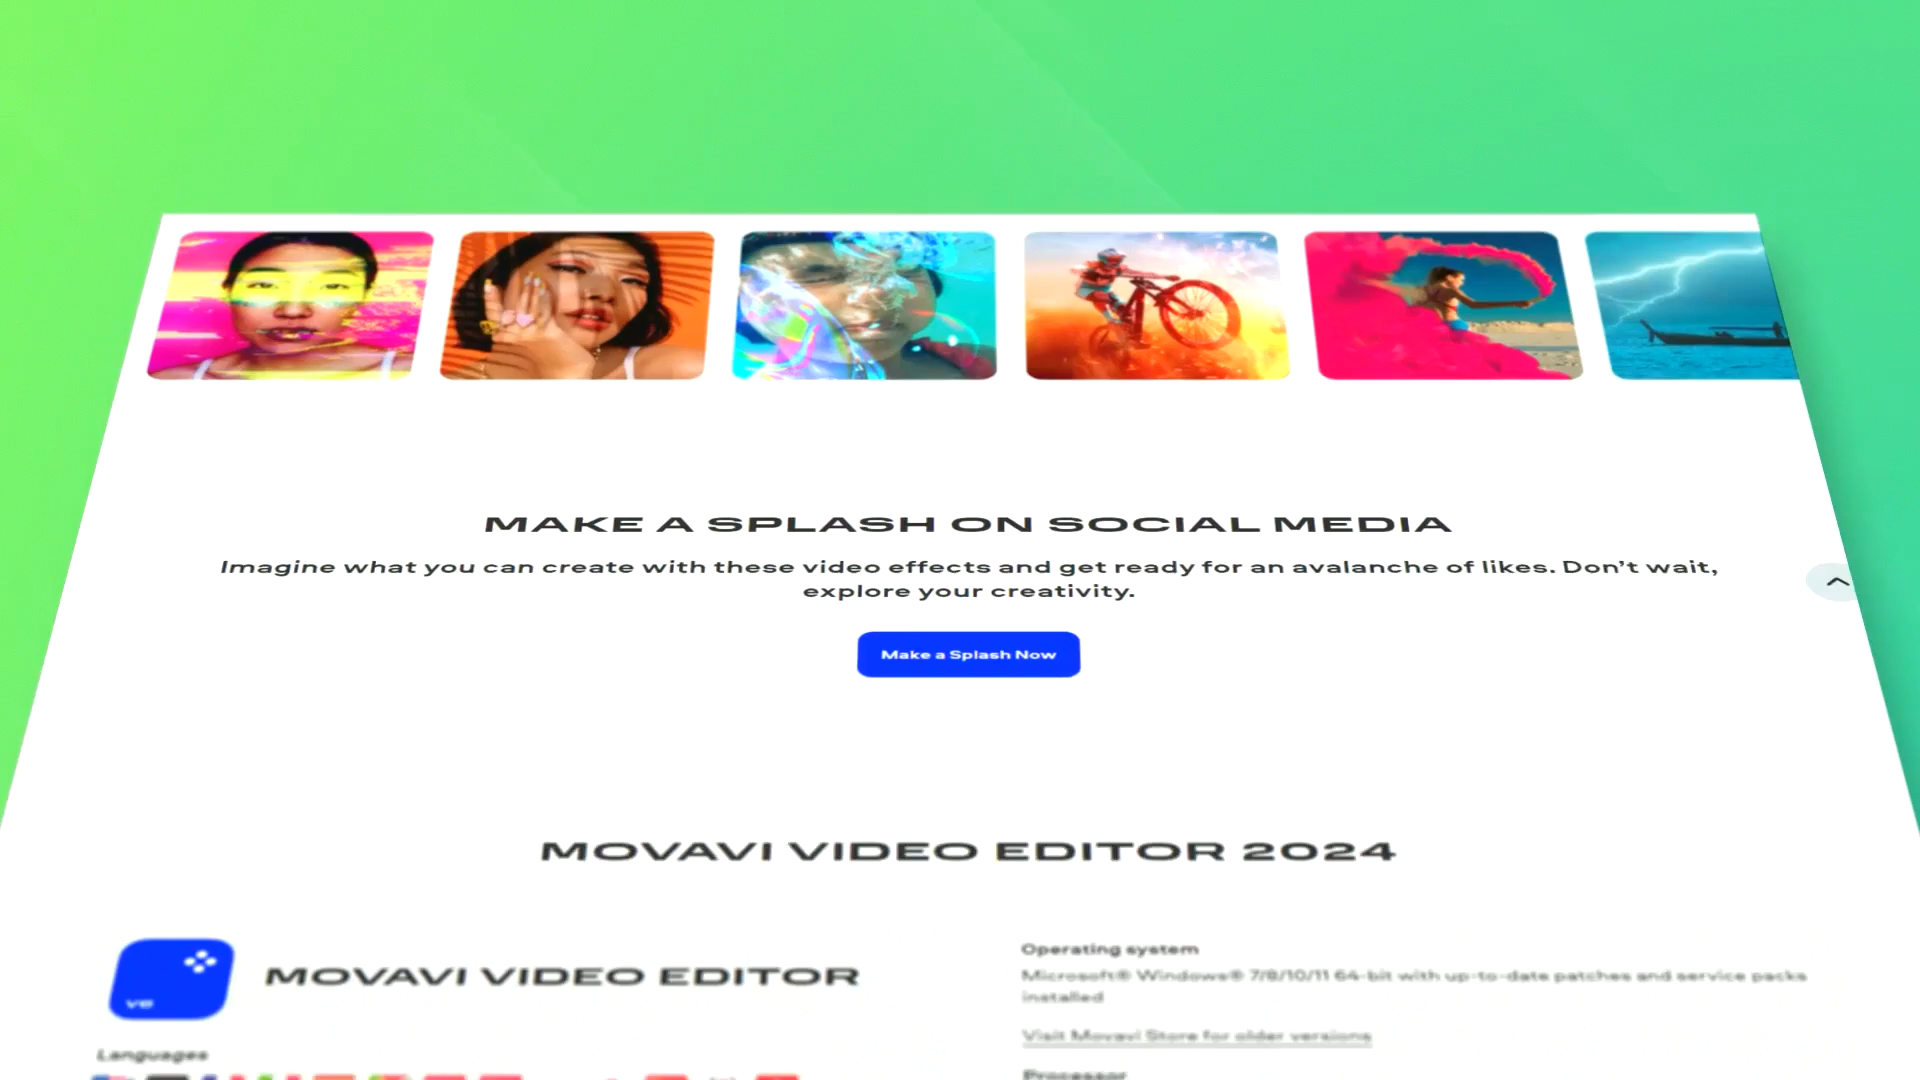 MAKE A SPLASH ON SOCIAL MEDIA
Imagine what you can create with these video effects and get ready for an avalanche of likes. Don’t wait,
explore your creativity.
Make a Splash Now
MOVAVI VIDEO EDITOR 2024
ve
MOVAVI VIDEO EDITOR
Operating system
Microsoft® Windows® 7/8/10/11 64-bit with up-to-date patches and service packs
installed
Visit Movavi Store for older versions
Languages
Processor